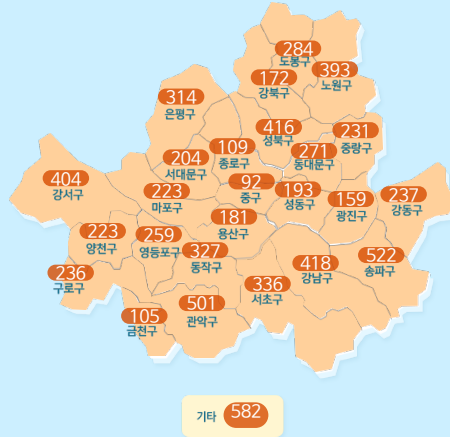 284
도봉구
393
노원구
172
강북구
314
은평구
416
성북구
231
중랑구
109
종로구
271
동대문구
204
서대문구
404
강서구
223
마포구
92
중구
193
성동구
159
광진구
237
강동구
181
용산구
223
양천구
259
영등포구
327
동작구
522
송파구
418
강남구
236
구로구
336
서초구
501
관악구
105
금천구
기타 582